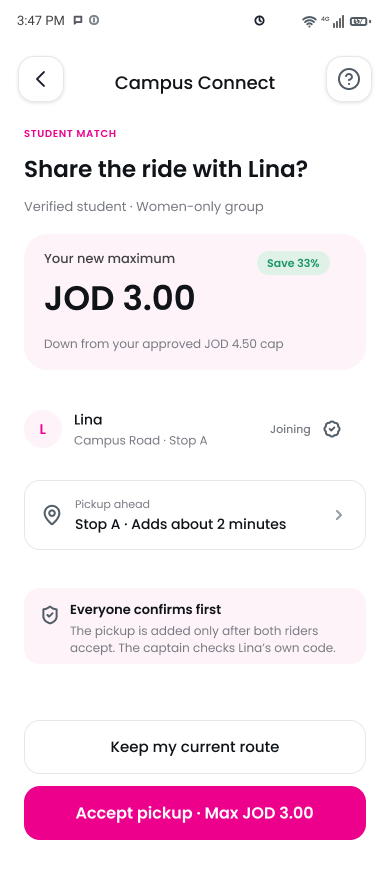 3:47 PM
4G
Campus Connect
STUDENT MATCH
Share the ride with Lina?
Verified student · Women-only group
Your new maximum
Save 33%
JOD 3.00
Down from your approved JOD 4.50 cap
L
Lina
Campus Road · Stop A
Joining
Pickup ahead
Stop A · Adds about 2 minutes
Everyone confirms first
The pickup is added only after both riders
accept. The captain checks Lina’s own code.
Keep my current route
Accept pickup · Max JOD 3.00